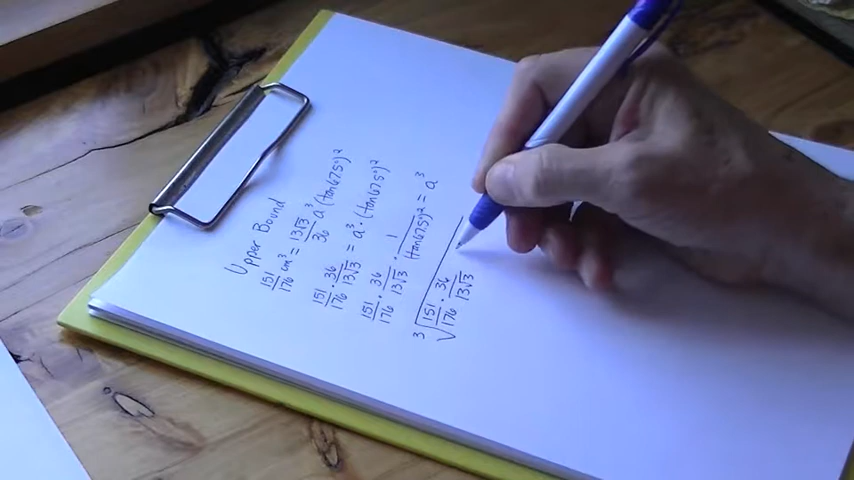 Upper Bound
151/176 cm³ = 13√3/36 a³ (tan 67.5°)²
151/176 · 36/13√3 = a³ · (tan 67.5°)²
151/176 · 36/13√3 · 1/(tan 67.5°)² = a³
³√151/176 · 36/13√3